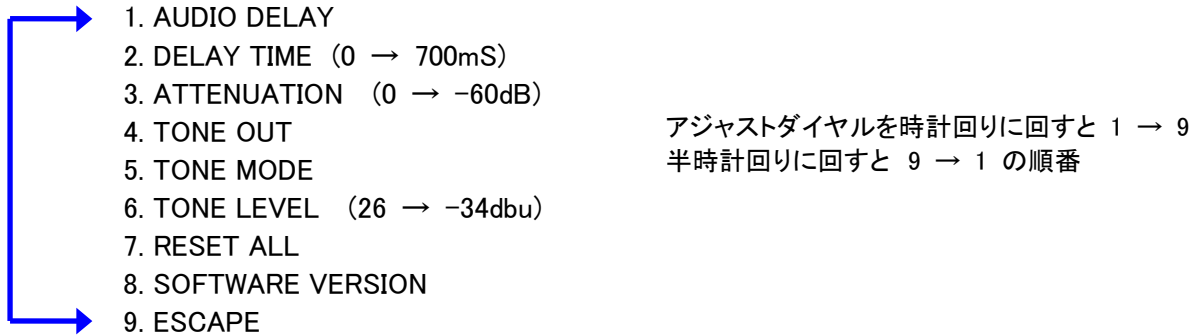 1. AUDIO DELAY
2. DELAY TIME (0 → 700mS)
3. ATTENUATION (0 → -60dB)
4. TONE OUT
5. TONE MODE
6. TONE LEVEL (26 → -34dbu)
7. RESET ALL
8. SOFTWARE VERSION
9. ESCAPE
アジャストダイヤルを時計回りに回すと 1 → 9
半時計回りに回すと 9 → 1 の順番